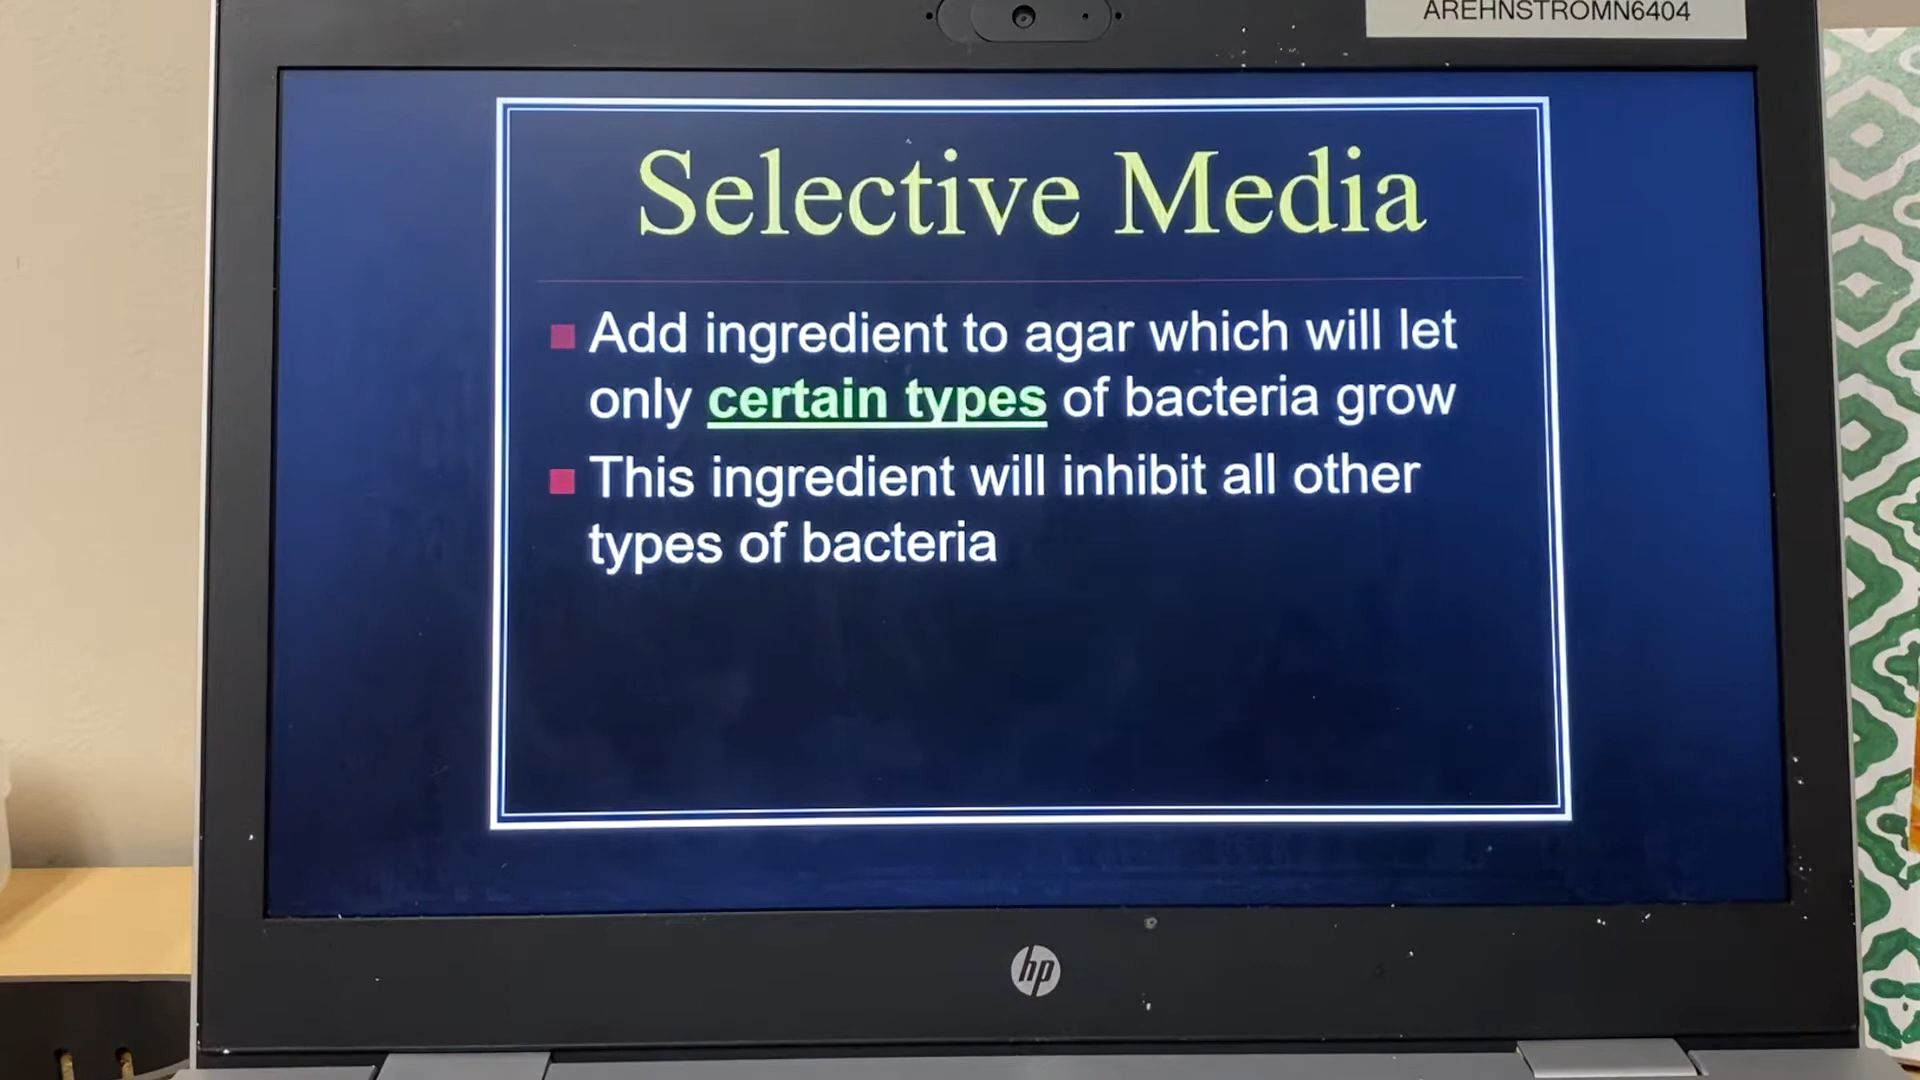 AREHNSTROMN6404
Selective Media
Add ingredient to agar which will let
only certain types of bacteria grow
This ingredient will inhibit all other
types of bacteria
hp